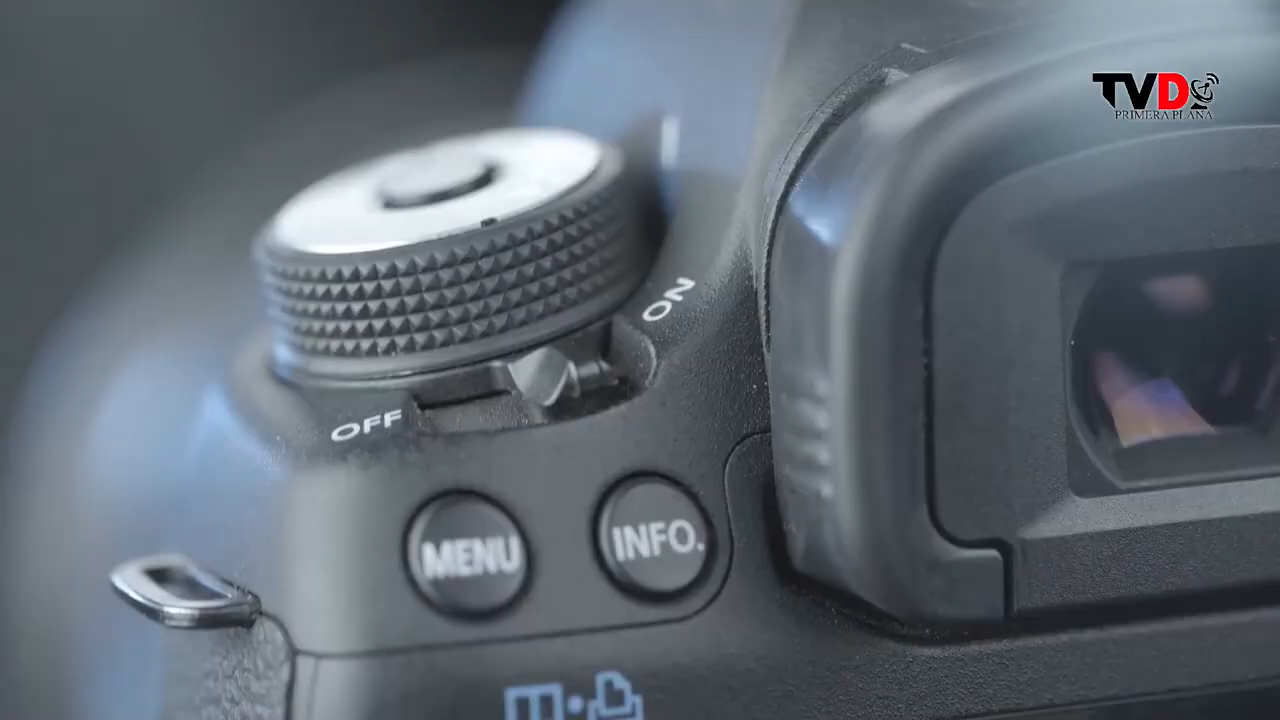 TVD
PRIMERA PLANA
ON
OFF
MENU
INFO.